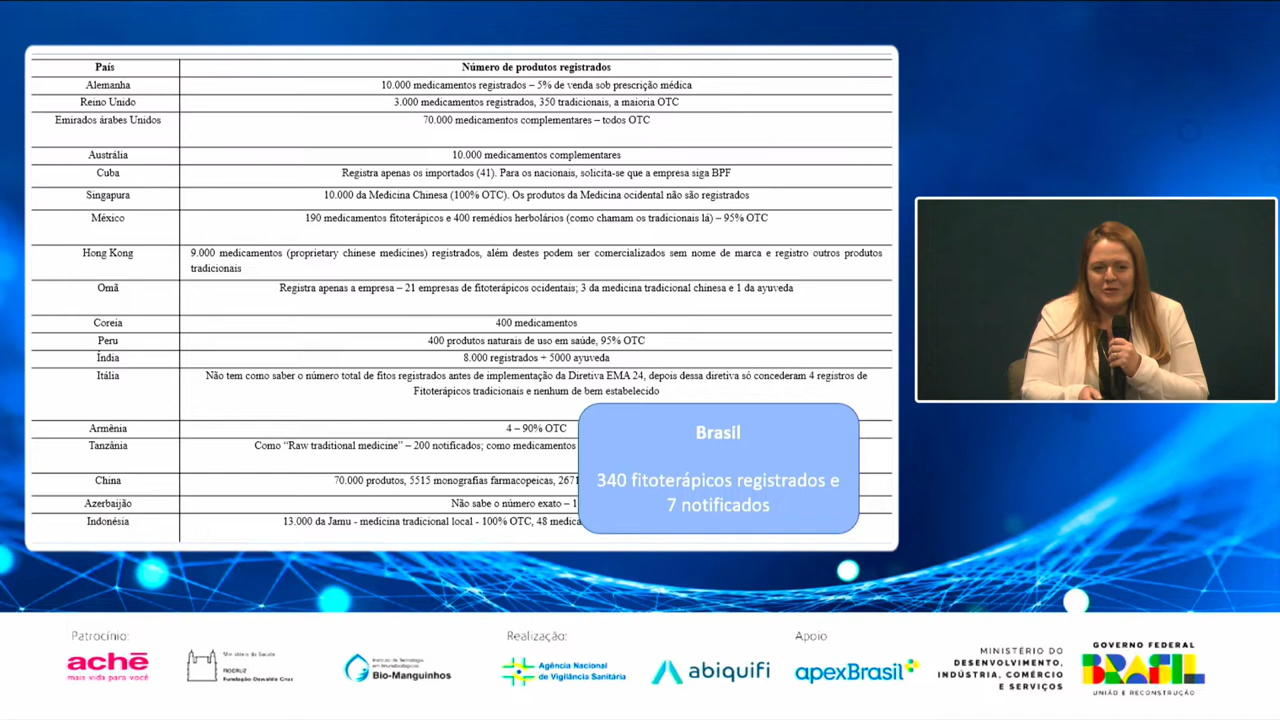 País Número de produtos registrados
Alemanha 10.000 medicamentos registrados – 5% de venda sob prescrição médica
Reino Unido 3.000 medicamentos registrados, 350 tradicionais, a maioria OTC
Emirados árabes Unidos 70.000 medicamentos complementares – todos OTC
Austrália 10.000 medicamentos complementares
Cuba Registra apenas os importados (41). Para os nacionais, solicita-se que a empresa siga BPF
Singapura 10.000 da Medicina Chinesa (100% OTC). Os produtos da Medicina ocidental não são registrados
México 190 medicamentos fitoterápicos e 400 remédios herbolários (como chamam os tradicionais lá) – 95% OTC
Hong Kong 9.000 medicamentos (proprietary chinese medicines) registrados, além destes podem ser comercializados sem nome de marca e registro outros produtos
tradicionais
Omã Registra apenas a empresa – 21 empresas de fitoterápicos ocidentais; 3 da medicina tradicional chinesa e 1 da ayuveda
Coreia 400 medicamentos
Peru 400 produtos naturais de uso em saúde, 95% OTC
Índia 8.000 registrados + 5000 ayuveda
Itália Não tem como saber o número total de fitos registrados antes de implementação da Diretiva EMA 24, depois dessa diretiva só concederam 4 registros de
Fitoterápicos tradicionais e nenhum de bem estabelecido
Armênia 4 – 90% OTC
Tanzânia Como “Raw traditional medicine” – 200 notificados; como medicamentos
China 70.000 produtos, 5515 monografias farmacopeicas, 2671
Azerbaijão Não sabe o número exato – 1
Indonésia 13.000 da Jamu - medicina tradicional local - 100% OTC, 48
Brasil
340 fitoterápicos registrados e
7 notificados
Patrocínio:
aché
mais vida para você
Ministério da Saúde
FIOCRUZ
Fundação Oswaldo Cruz
Instituto de Tecnologia
em Imunobiológicos
Bio-Manguinhos
Realização:
Agência Nacional
de Vigilância Sanitária
abiquifi
Apoio
apexBrasil
MINISTÉRIO DO
DESENVOLVIMENTO,
INDÚSTRIA, COMÉRCIO
E SERVIÇOS
GOVERNO FEDERAL
BRASIL
UNIÃO E RECONSTRUÇÃO